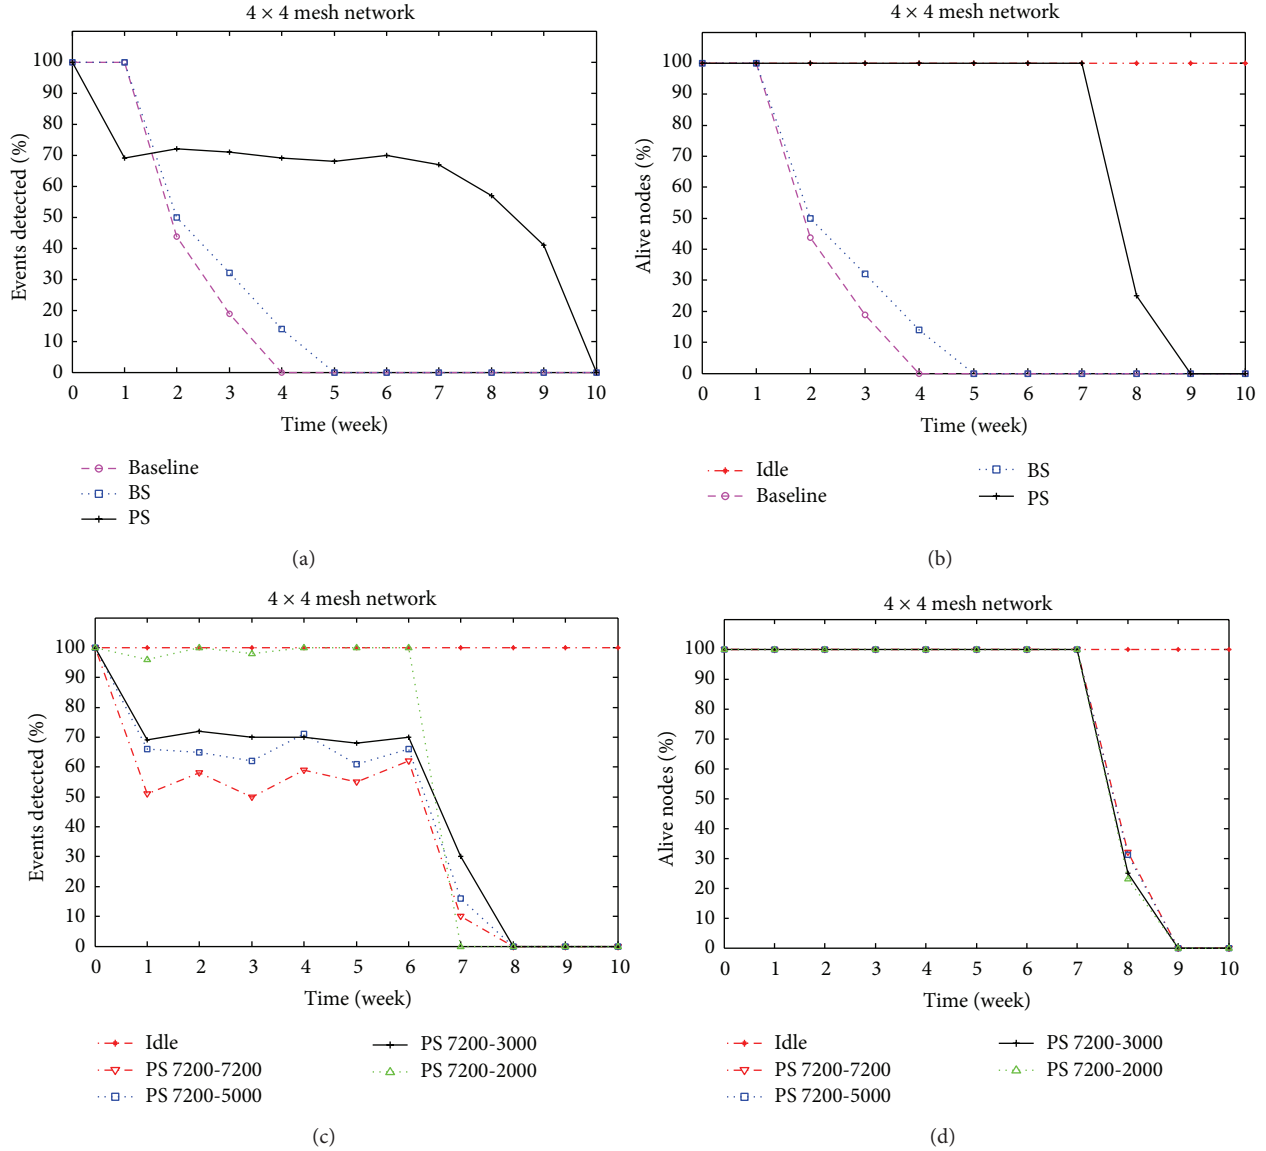 4 × 4 mesh network
Events detected (%)
100
90
80
70
60
50
40
30
20
10
0
0 1 2 3 4 5 6 7 8 9 10
Time (week)
Baseline
BS
PS
(a)
4 × 4 mesh network
Alive nodes (%)
100
90
80
70
60
50
40
30
20
10
0
0 1 2 3 4 5 6 7 8 9 10
Time (week)
Idle
Baseline
BS
PS
(b)
4 × 4 mesh network
Events detected (%)
100
90
80
70
60
50
40
30
20
10
0
0 1 2 3 4 5 6 7 8 9 10
Time (week)
Idle
PS 7200-7200
PS 7200-5000
PS 7200-3000
PS 7200-2000
(c)
4 × 4 mesh network
Alive nodes (%)
100
90
80
70
60
50
40
30
20
10
0
0 1 2 3 4 5 6 7 8 9 10
Time (week)
Idle
PS 7200-7200
PS 7200-5000
PS 7200-3000
PS 7200-2000
(d)